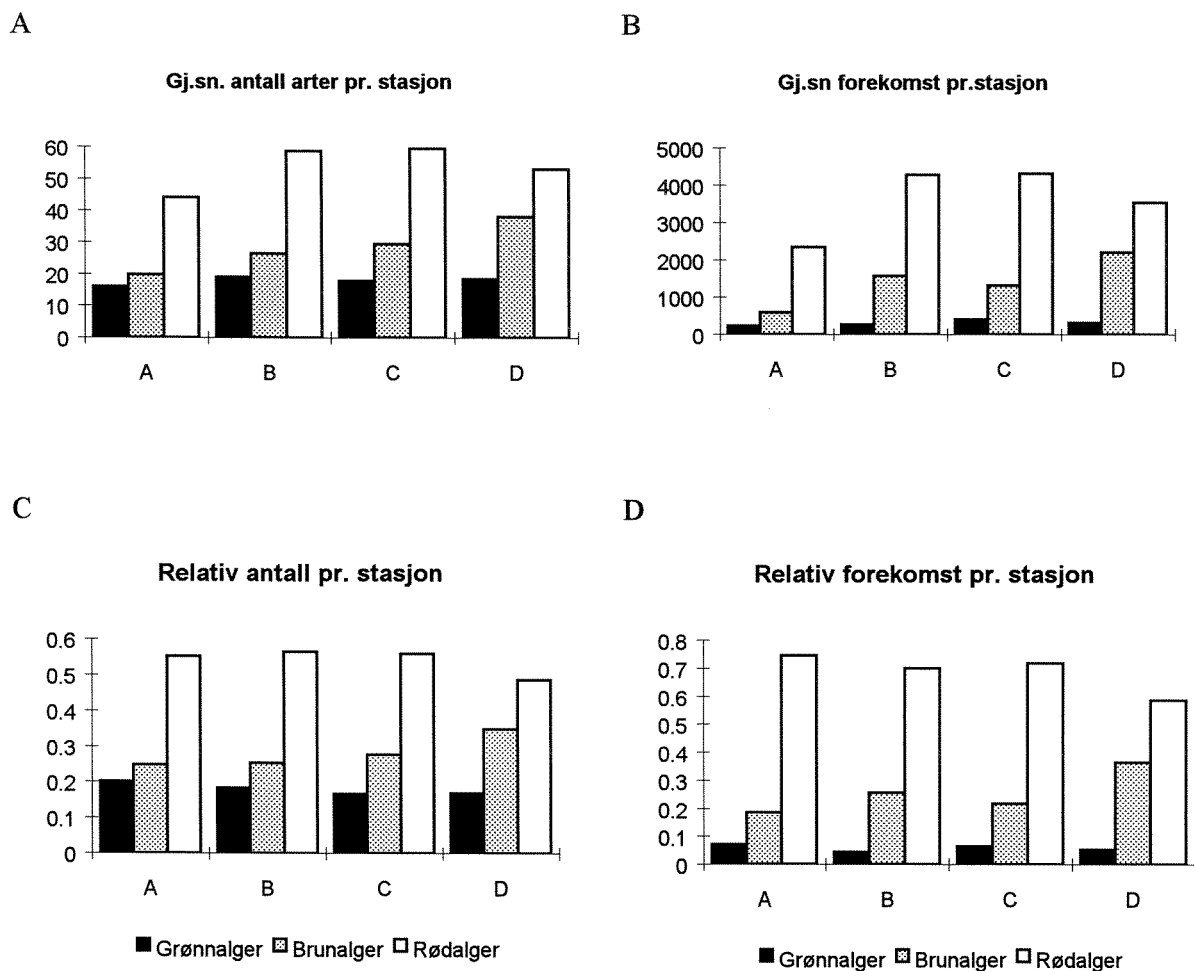 A
Gj.sn. antall arter pr. stasjon
60
50
40
30
20
10
0
A B C D
B
Gj.sn forekomst pr.stasjon
5000
4000
3000
2000
1000
0
A B C D
C
Relativ antall pr. stasjon
0.6
0.5
0.4
0.3
0.2
0.1
0
A B C D
Grønnalger Brunalger Rødalger
D
Relativ forekomst pr. stasjon
0.8
0.7
0.6
0.5
0.4
0.3
0.2
0.1
0
A B C D
Grønnalger Brunalger Rødalger